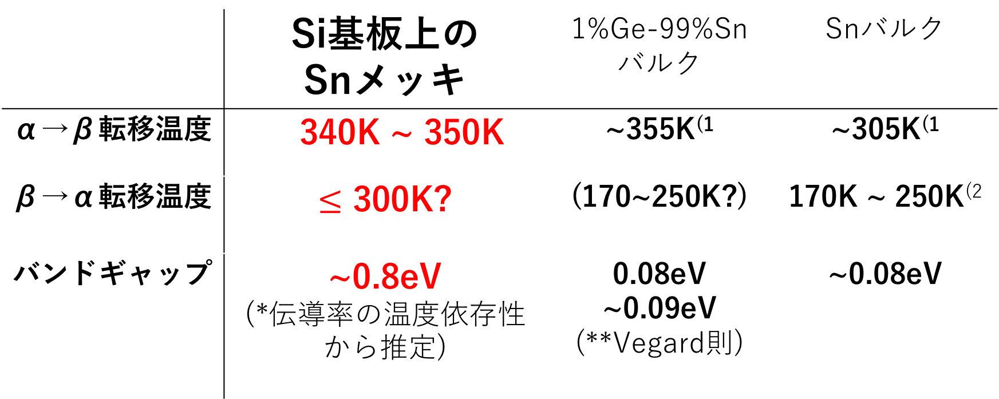 Si基板上の
Snメッキ
1%Ge-99%Sn
バルク
Snバルク
α→β 転移温度
340K ~ 350K
~355K(1
~305K(1
β→α 転移温度
≤ 300K?
(170~250K?)
170K ~ 250K(2
バンドギャップ
~0.8eV
(*伝導率の温度依存性
から推定)
0.08eV
~0.09eV
(**Vegard則)
~0.08eV